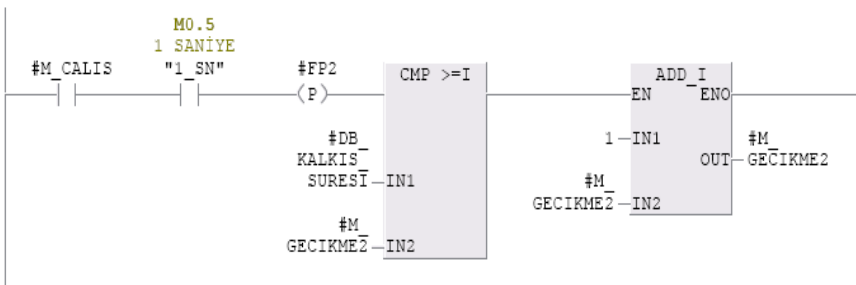 M0.5
1 SANİYE
#M_CALIS "1_SN" #FP2 CMP >=I ADD_I
(P) EN ENO
#DB_ 1 IN1 #M_
KALKIS_ OUT GECIKME2
SURESİ IN1 #M_
GECIKME2 IN2
#M_
GECIKME2 IN2